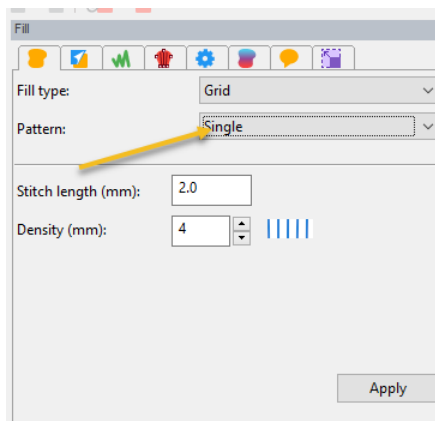 Fill
Fill type: Grid
Pattern: Single
Stitch length (mm): 2.0
Density (mm): 4
Apply